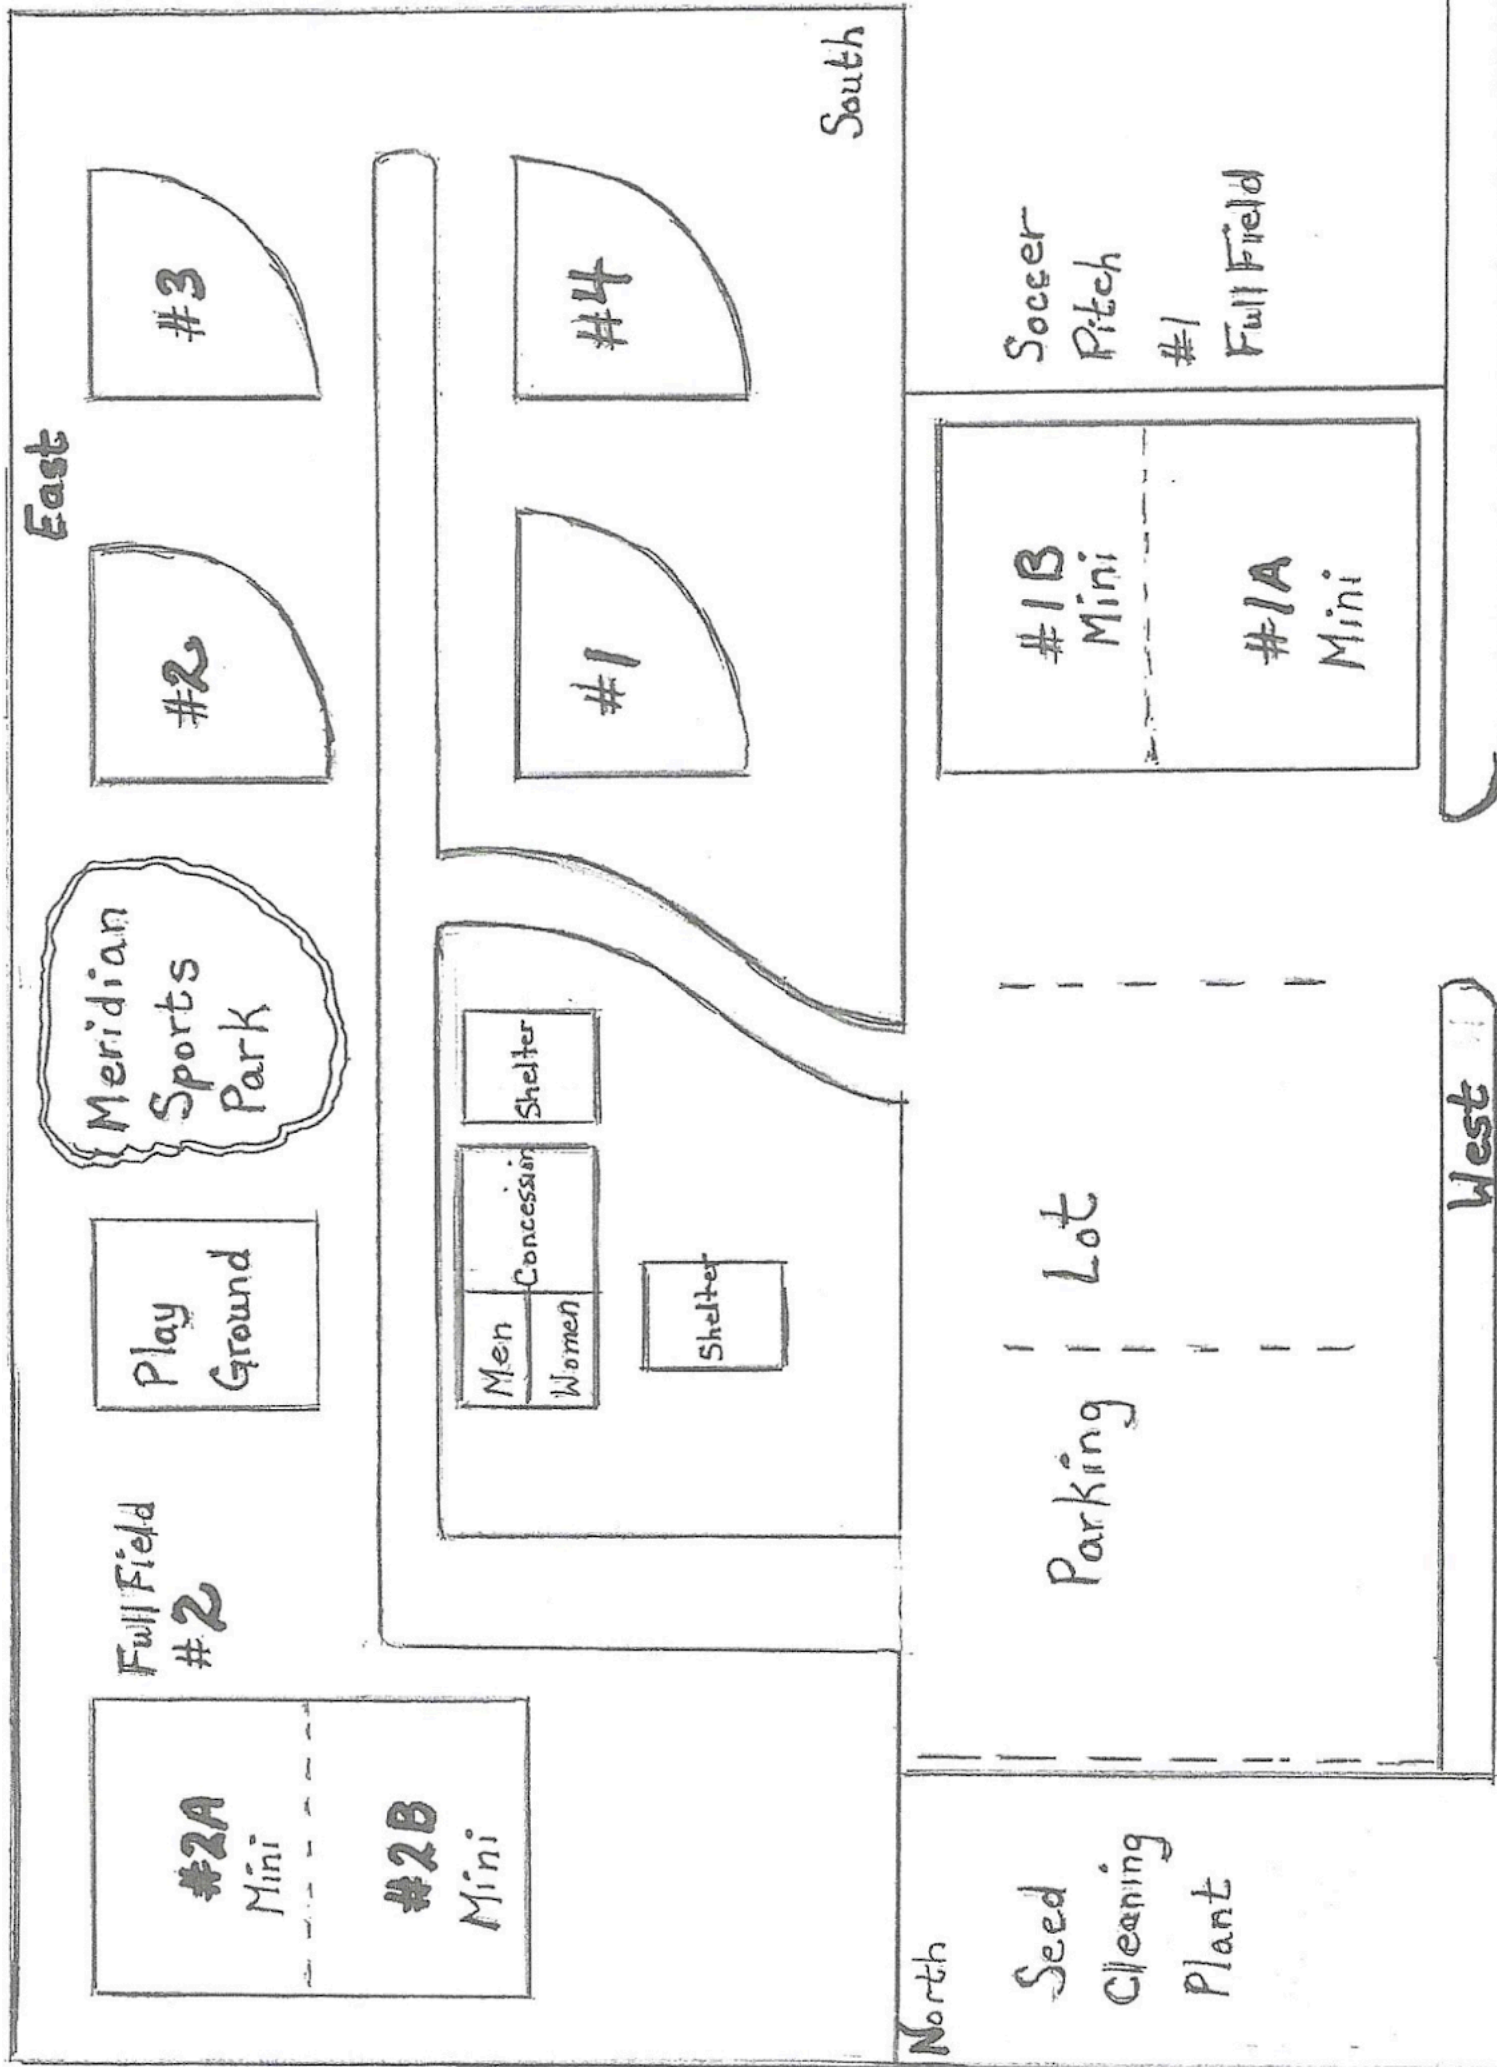 East
Full Field
#2
Play
Ground
Meridian
Sports
Park
#2
#3
#2A
Mini
#2B
Mini
Men
Women
Concession
Shelter
Shelter
#1
#4
South
North
Seed
Cleaning
Plant
Parking Lot
#1B
Mini
#1A
Mini
Soccer
Pitch
#1
Full Field
West